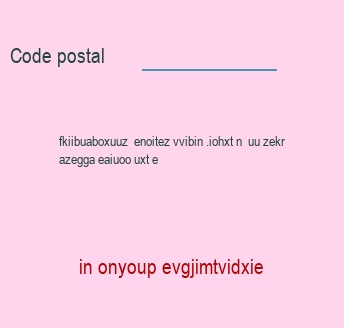 Code postal
fkiibuaboxuuz enoitez vvibin .iohxt n uu zekr
azegga eaiuoo uxt e
in onyoup evgjimtvidxie